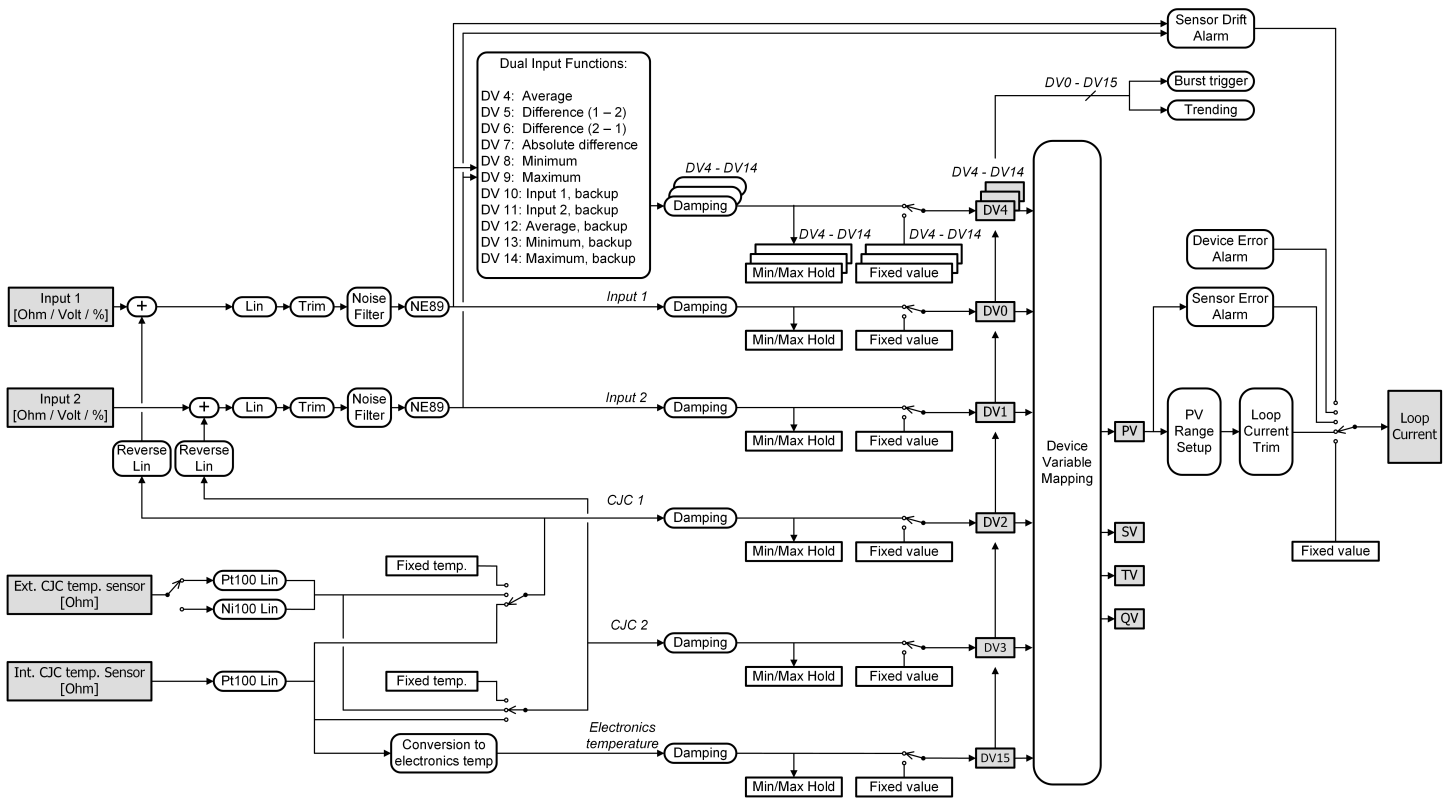 Sensor Drift
Alarm
Dual Input Functions:
DV 4: Average
DV 5: Difference (1 – 2)
DV 6: Difference (2 – 1)
DV 7: Absolute difference
DV 8: Minimum
DV 9: Maximum
DV 10: Input 1, backup
DV 11: Input 2, backup
DV 12: Average, backup
DV 13: Minimum, backup
DV 14: Maximum, backup
DV0 - DV15
Burst trigger
Trending
DV4 - DV14
Damping
DV4 - DV14
DV4
DV4 - DV14
Min/Max Hold
DV4 - DV14
Fixed value
Device Error
Alarm
Sensor Error
Alarm
Input 1
[Ohm / Volt / %]
+
Lin
Trim
Noise
Filter
NE89
Input 1
Damping
Min/Max Hold
Fixed value
DV0
Input 2
[Ohm / Volt / %]
+
Lin
Trim
Noise
Filter
NE89
Input 2
Damping
Min/Max Hold
Fixed value
DV1
Reverse
Lin
Reverse
Lin
Device
Variable
Mapping
PV
PV
Range
Setup
Loop
Current
Trim
Loop
Current
Fixed value
SV
TV
QV
CJC 1
Damping
Min/Max Hold
Fixed value
DV2
Ext. CJC temp. sensor
[Ohm]
Pt100 Lin
Ni100 Lin
Fixed temp.
CJC 2
Damping
Min/Max Hold
Fixed value
DV3
Int. CJC temp. Sensor
[Ohm]
Pt100 Lin
Fixed temp.
Conversion to
electronics temp
Electronics
temperature
Damping
Min/Max Hold
Fixed value
DV15